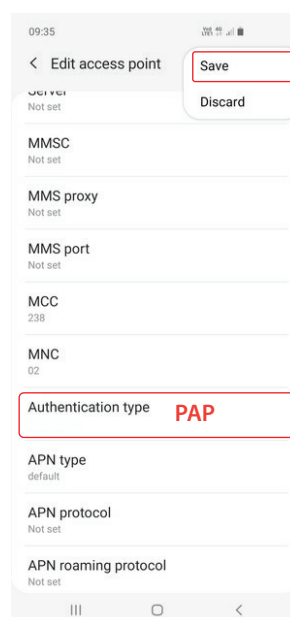 09:35
< Edit access point
Save
Discard
Server
Not set
MMSC
Not set
MMS proxy
Not set
MMS port
Not set
MCC
238
MNC
02
Authentication type PAP
APN type
default
APN protocol
Not set
APN roaming protocol
Not set